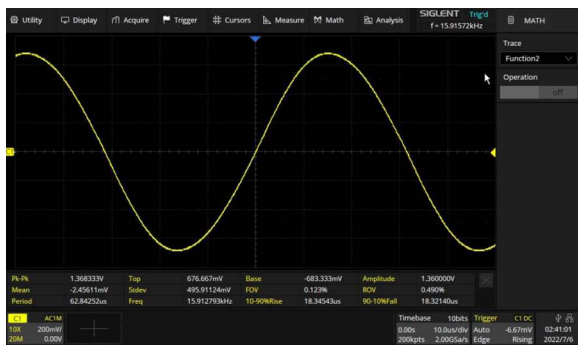 Utility Display Acquire Trigger Cursors Measure Math Analysis SIGLENT Trig'd MATH
f = 15.91572kHz
Trace
Function2
Operation
off
C1
Pk-Pk 1.368333V Top 676.667mV Base -683.333mV Amplitude 1.360000V
Mean -2.45611mV Stdev 495.91124mV FOV 0.123% ROV 0.490%
Period 62.84252us Freq 15.912793kHz 10-90%Rise 18.34543us 90-10%Fall 18.32140us
C1 AC1M Timebase 10bits Trigger C1 DC
10X 200mV/ 0.00s 10.0us/div Auto -6.67mV 02:41:01
20M 0.00V 200kpts 2.00GSa/s Edge Rising 2022/7/6